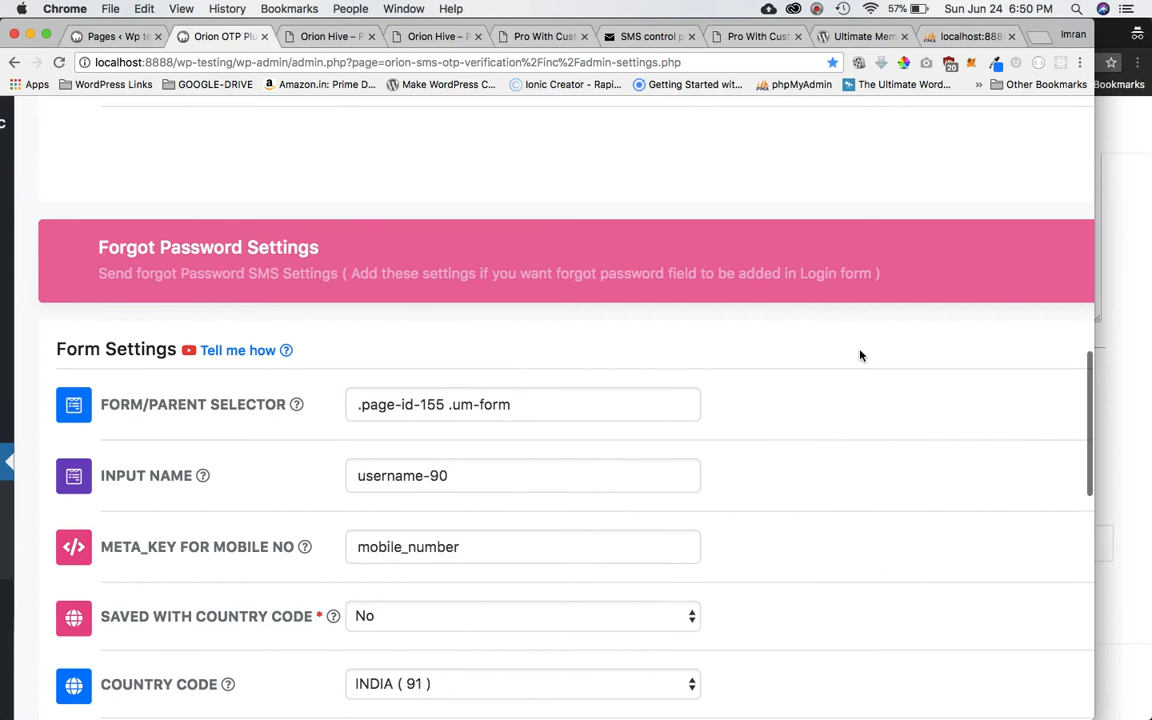 Chrome File Edit View History Bookmarks People Window Help 57% Sun Jun 24 6:50 PM
Pages ‹ Wp te Orion OTP Plu Orion Hive – P Orion Hive – P Pro With Cust SMS control p Pro With Cust Ultimate Mem localhost:888 Imran
localhost:8888/wp-testing/wp-admin/admin.php?page=orion-sms-otp-verification%2Finc%2Fadmin-settings.php 20
Apps WordPress Links GOOGLE-DRIVE Amazon.in: Prime D... Make WordPress C... Ionic Creator - Rapi... Getting Started wit... phpMyAdmin The Ultimate Word... » Other Bookmarks Bookmarks
c
Forgot Password Settings
Send forgot Password SMS Settings ( Add these settings if you want forgot password field to be added in Login form )
Form Settings Tell me how ?
FORM/PARENT SELECTOR ? .page-id-155 .um-form
INPUT NAME ? username-90
</> META_KEY FOR MOBILE NO ? mobile_number
SAVED WITH COUNTRY CODE * ? No
COUNTRY CODE ? INDIA ( 91 )